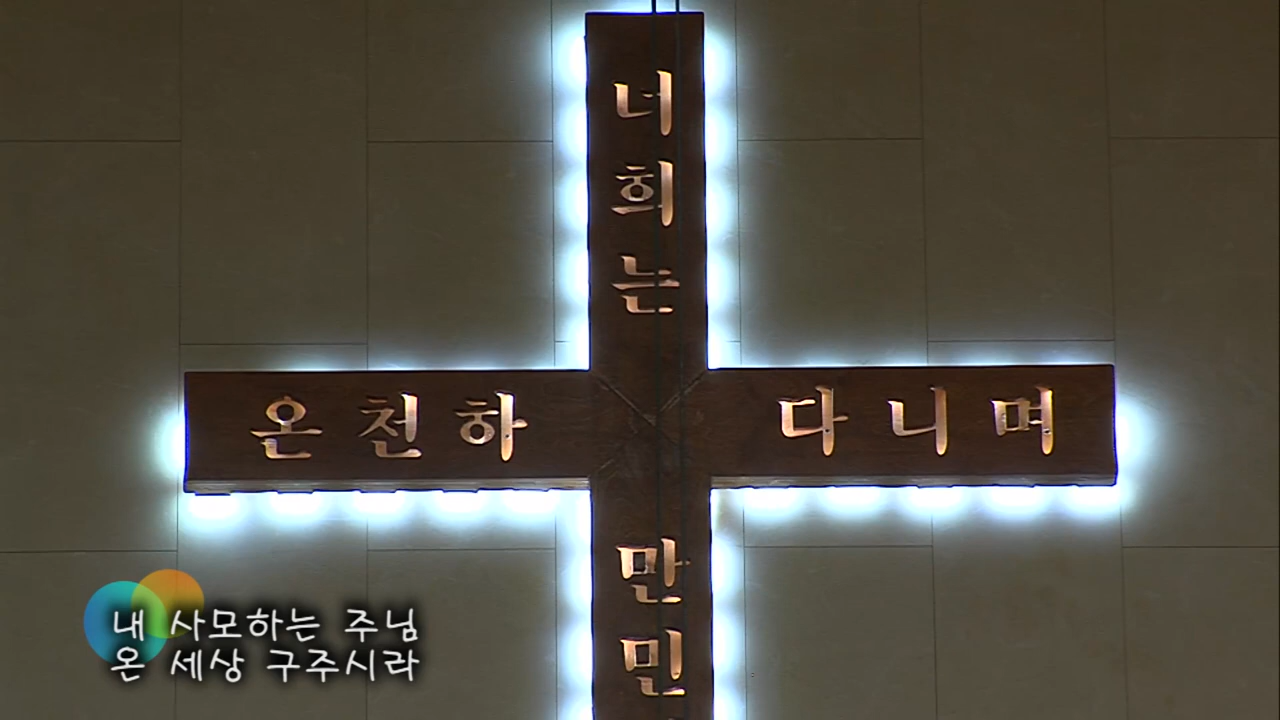 너희는
온천하 다니며
만민
내 사모하는 주님
온 세상 구주시라